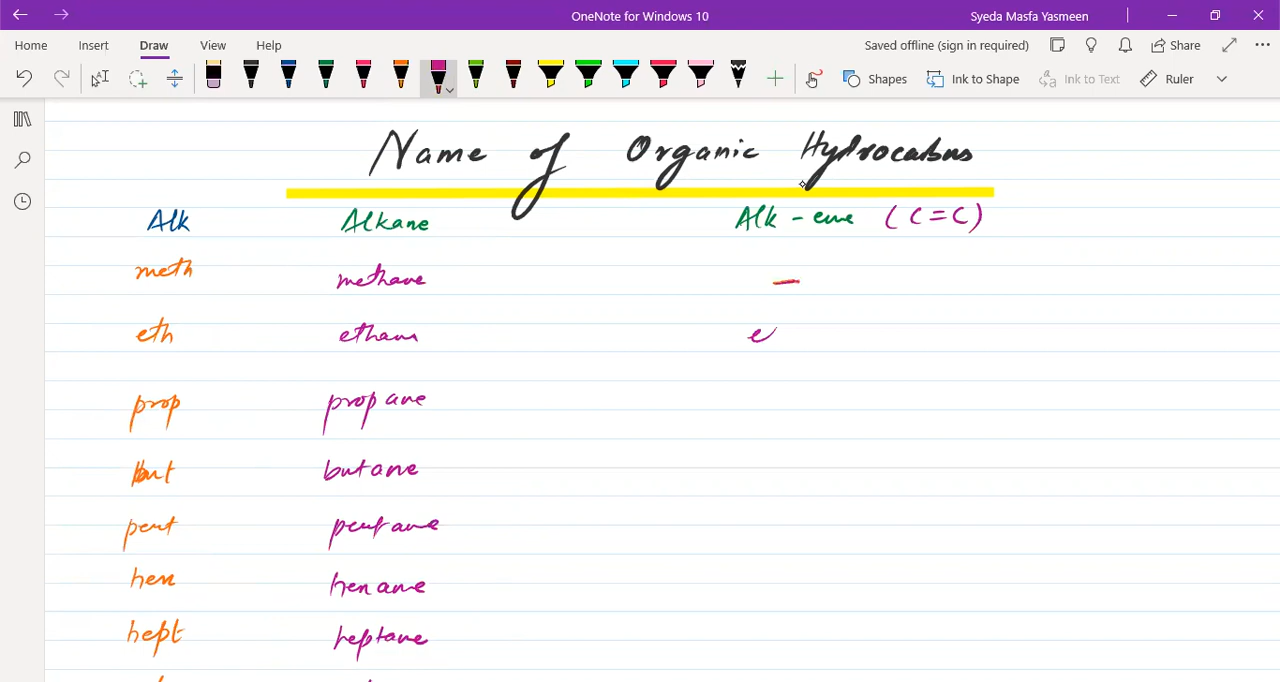 OneNote for Windows 10
Syeda Masfa Yasmeen
Home Insert Draw View Help
Saved offline (sign in required) Share
Shapes Ink to Shape Ink to Text Ruler
Name of Organic Hydrocarbns
Alk Alkane Alk - ene (C=C)
meth methane —
eth ethane e
prop propane
but butane
pent pentane
hex hexane
hept heptane